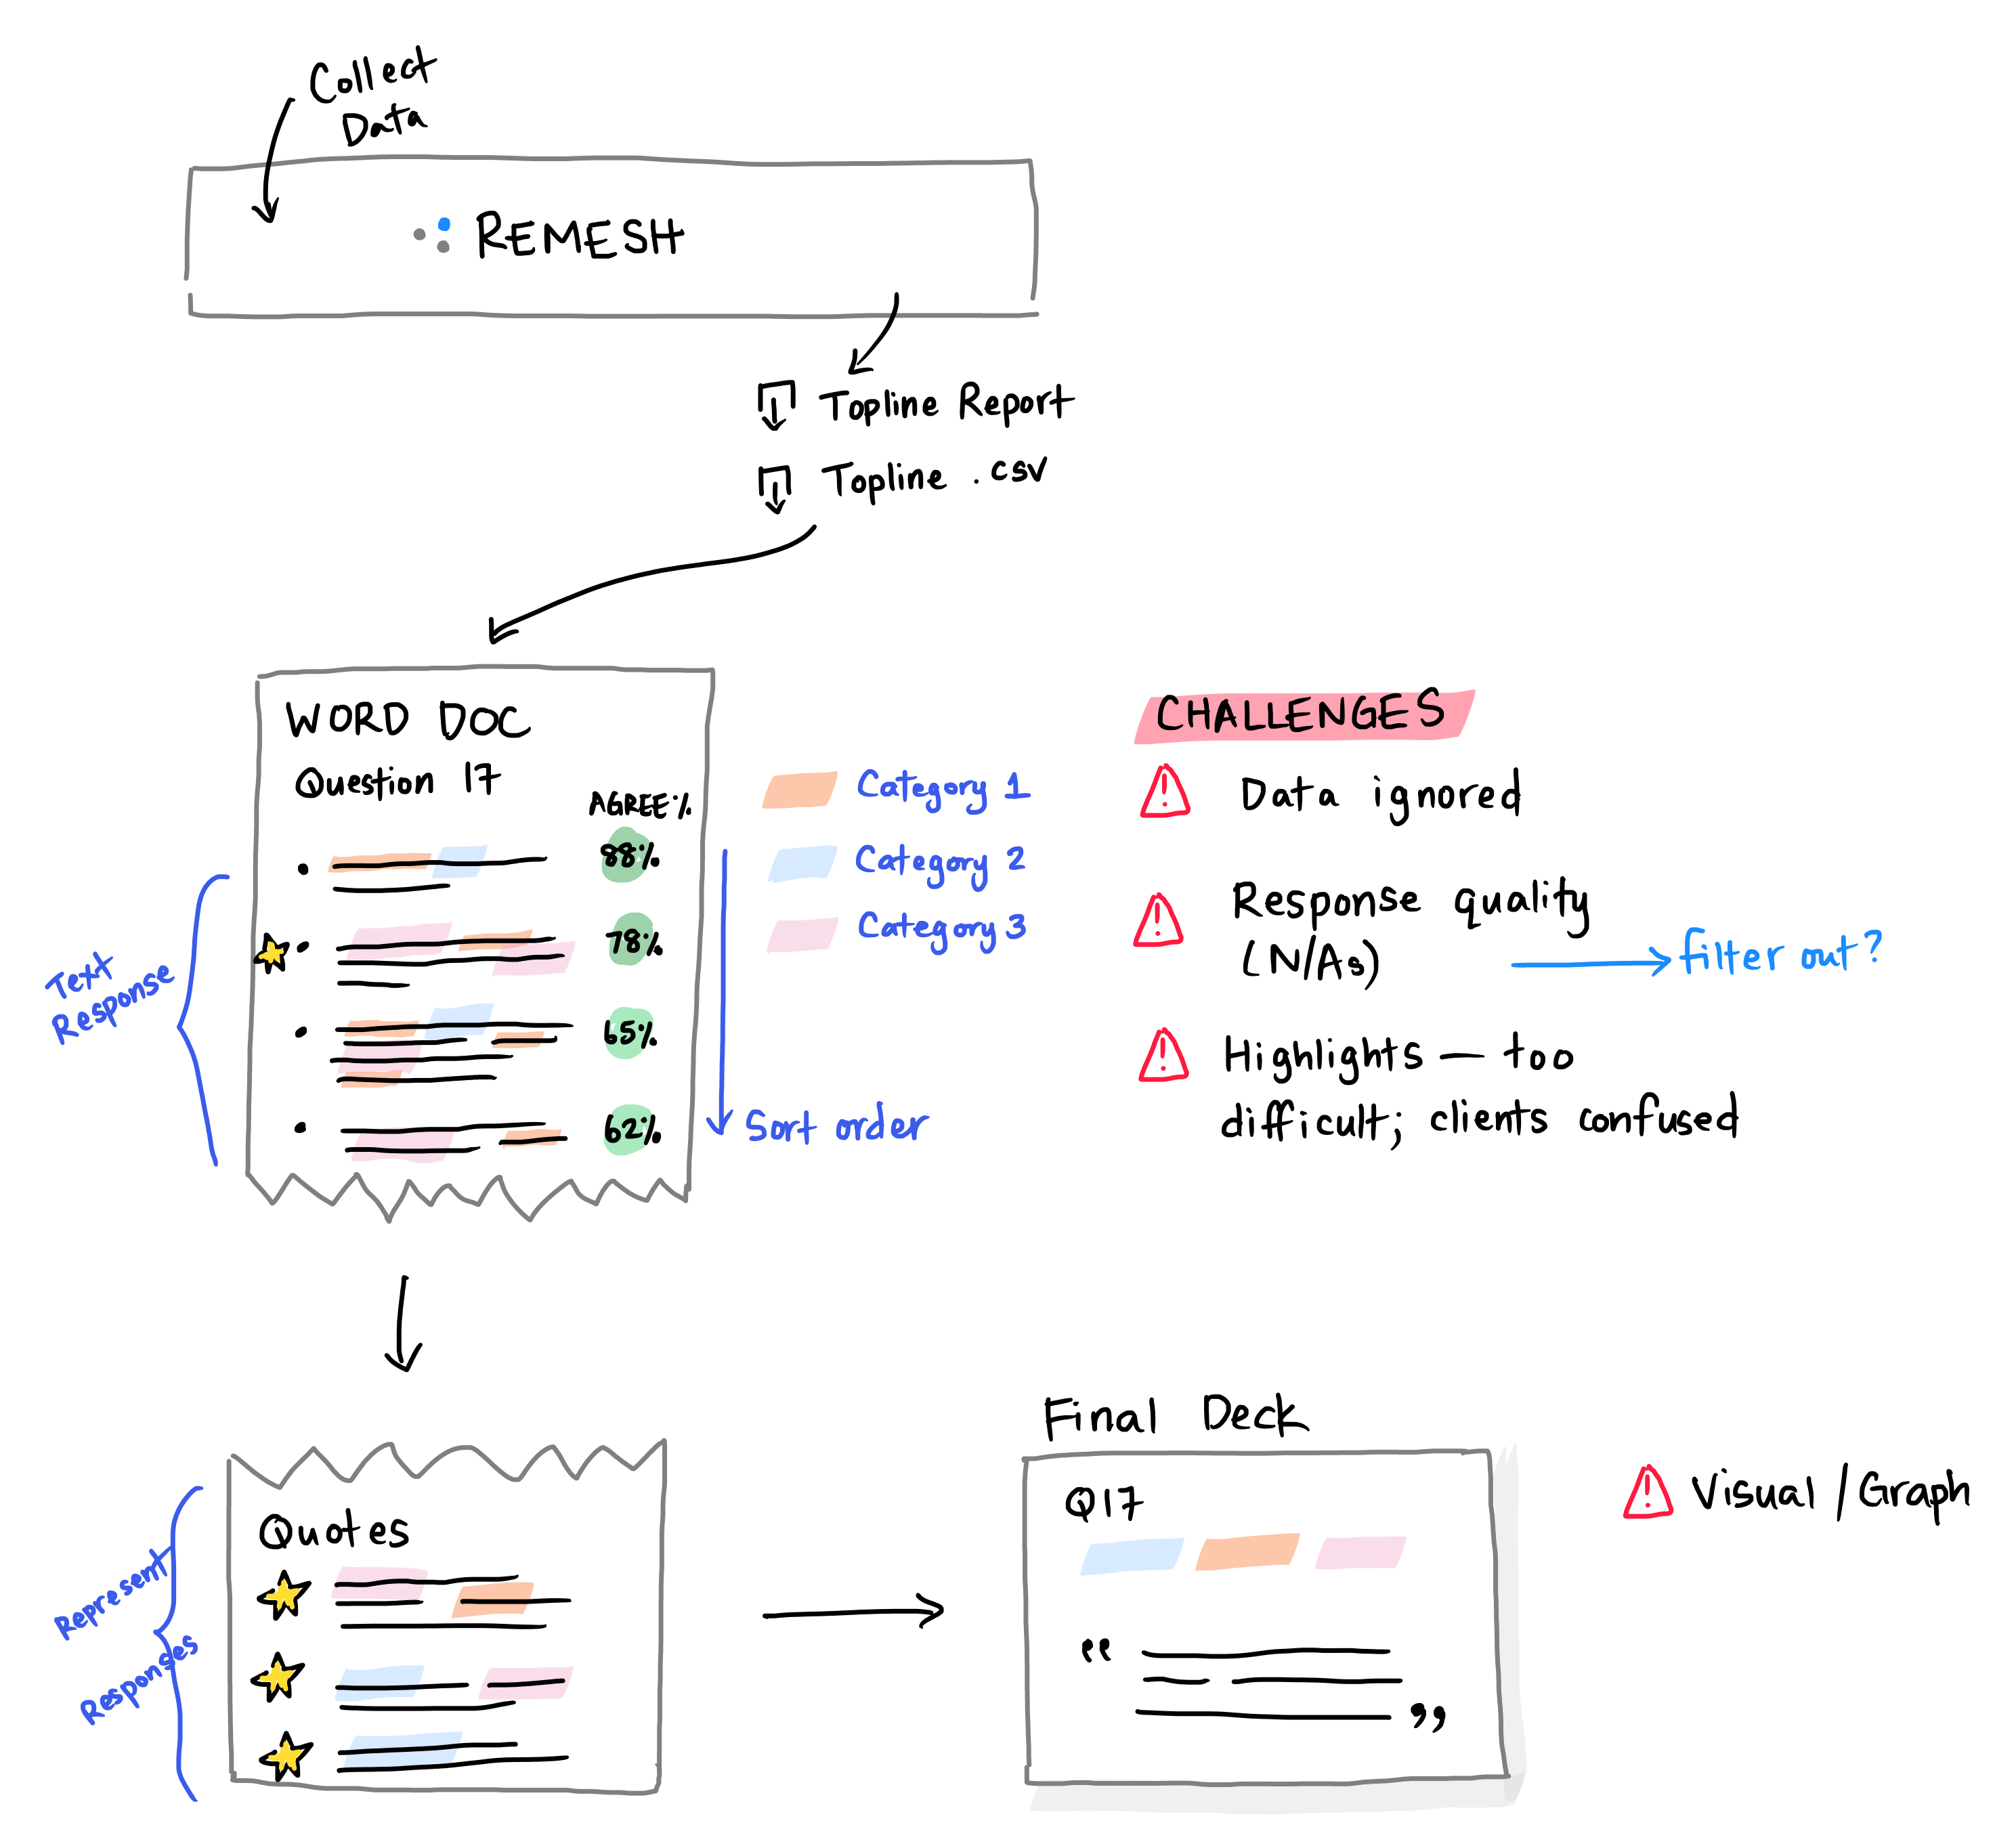 Collect
Data
REMESH
Topline Report
Topline .csv
WORD DOC
Question 17
AGREE %
88%
78%
65%
62%
Text
Response
Category 1
Category 2
Category 3
Sort order
CHALLENGES
Data ignored
Response quality
(N/As)
filter out?
Highlights — too
difficult; clients confused
Quotes
Represent
Responses
Final Deck
Q17
“
”
Visual/Graph